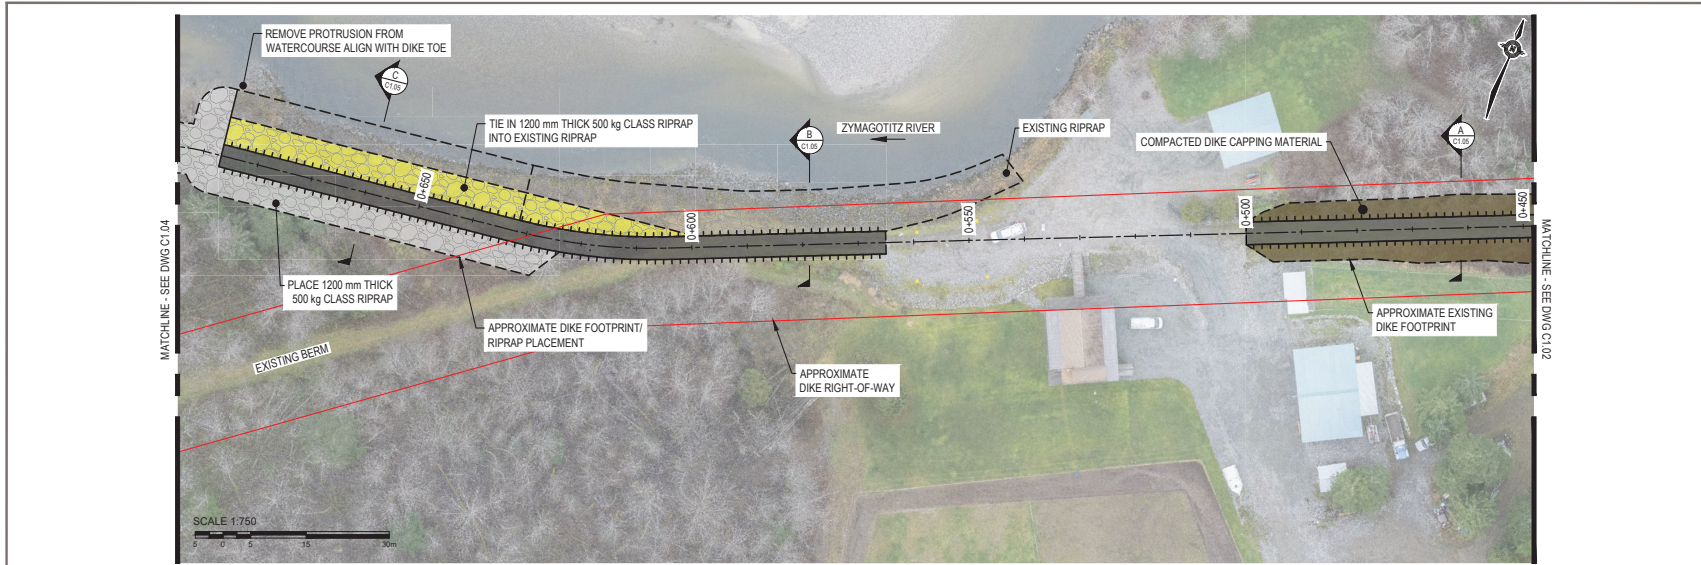 REMOVE PROTRUSION FROM
WATERCOURSE ALIGN WITH DIKE TOE
C
C1.05
TIE IN 1200 mm THICK 500 kg CLASS RIPRAP
INTO EXISTING RIPRAP
B
C1.05
ZYMAGOTITZ RIVER
EXISTING RIPRAP
COMPACTED DIKE CAPPING MATERIAL
A
C1.05
0+650
0+600
0+550
0+500
0+450
MATCHLINE - SEE DWG C1.04
MATCHLINE - SEE DWG C1.02
PLACE 1200 mm THICK
500 kg CLASS RIPRAP
APPROXIMATE DIKE FOOTPRINT/
RIPRAP PLACEMENT
APPROXIMATE EXISTING
DIKE FOOTPRINT
EXISTING BERM
APPROXIMATE
DIKE RIGHT-OF-WAY
SCALE 1:750
5 0 5 15 30m